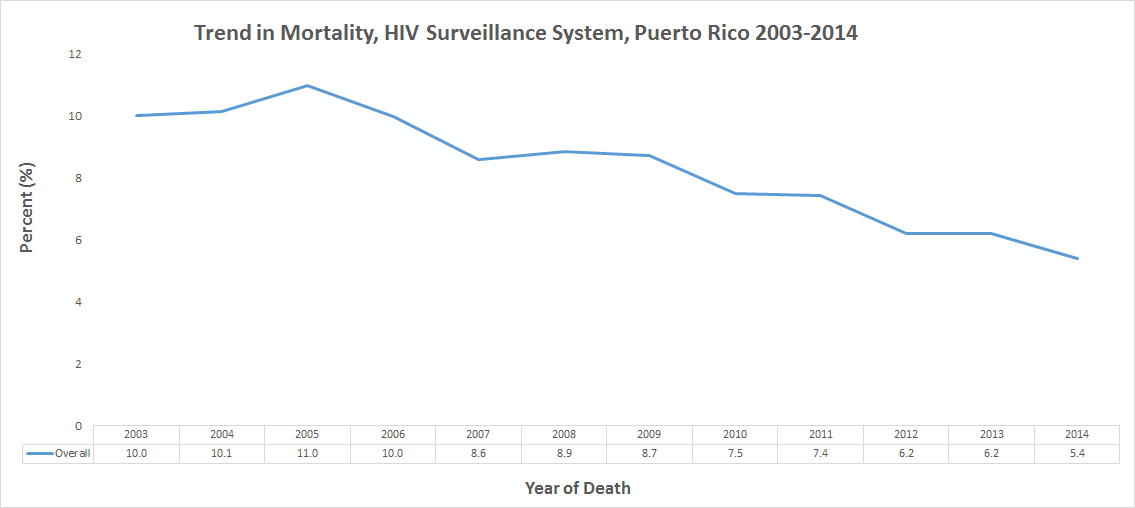 Trend in Mortality, HIV Surveillance System, Puerto Rico 2003-2014
12
10
8
6
4
2
0
Percent (%)
2003 2004 2005 2006 2007 2008 2009 2010 2011 2012 2013 2014
Overall 10.0 10.1 11.0 10.0 8.6 8.9 8.7 7.5 7.4 6.2 6.2 5.4
Year of Death